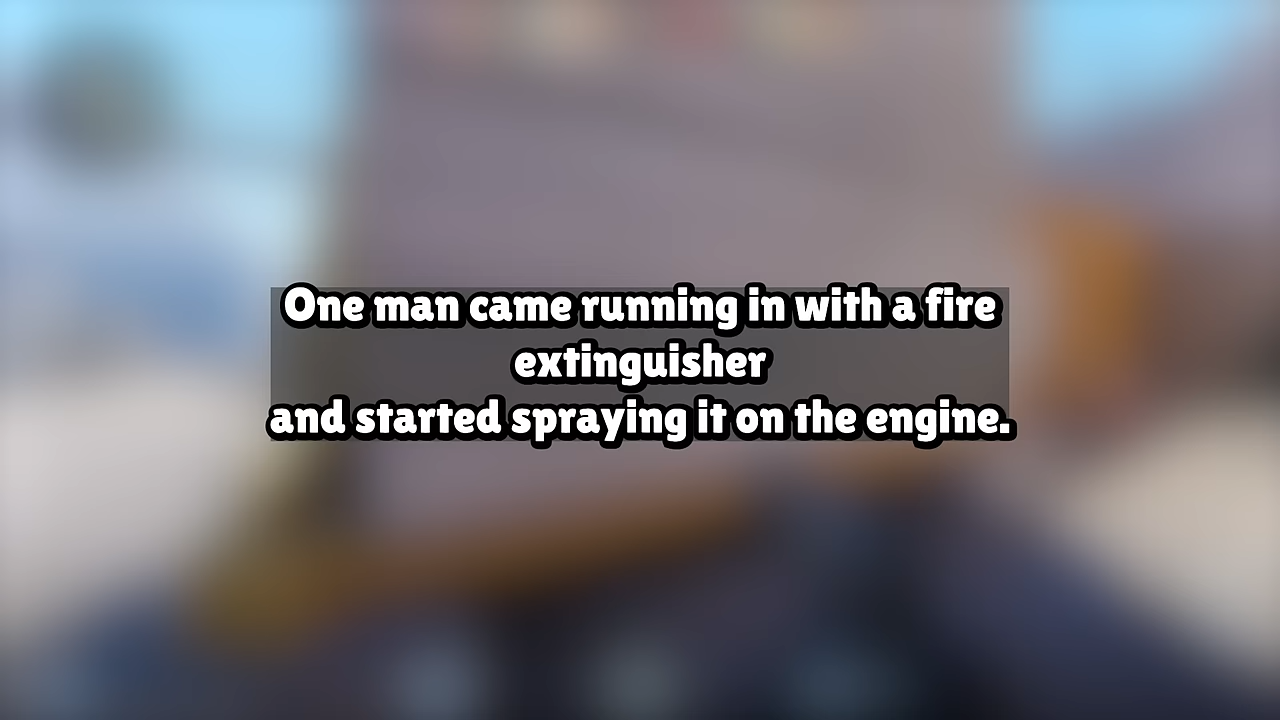 One man came running in with a fire
extinguisher
and started spraying it on the engine.